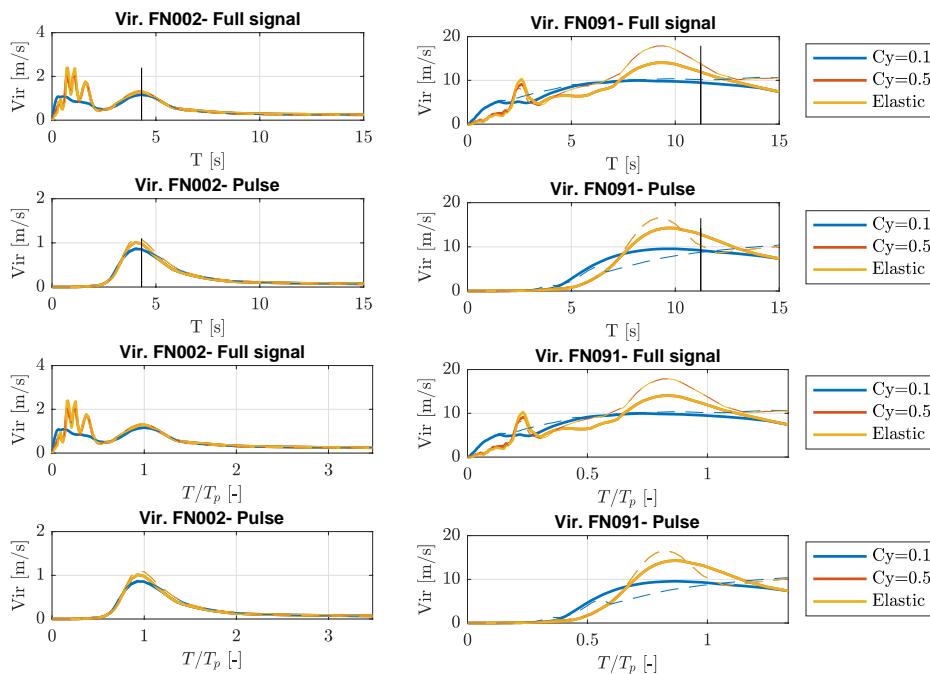 Vir. FN002- Full signal
Vir [m/s]
4
2
0
0 5 10 15
T [s]
Vir. FN091- Full signal
Vir [m/s]
20
10
0
0 5 10 15
T [s]
Cy=0.1
Cy=0.5
Elastic
Vir. FN002- Pulse
Vir [m/s]
2
1
0
0 5 10 15
T [s]
Vir. FN091- Pulse
Vir [m/s]
20
10
0
0 5 10 15
T [s]
Cy=0.1
Cy=0.5
Elastic
Vir. FN002- Full signal
Vir [m/s]
4
2
0
0 1 2 3
T/Tp [-]
Vir. FN091- Full signal
Vir [m/s]
20
10
0
0 0.5 1
T/Tp [-]
Cy=0.1
Cy=0.5
Elastic
Vir. FN002- Pulse
Vir [m/s]
2
1
0
0 1 2 3
T/Tp [-]
Vir. FN091- Pulse
Vir [m/s]
20
10
0
0 0.5 1
T/Tp [-]
Cy=0.1
Cy=0.5
Elastic